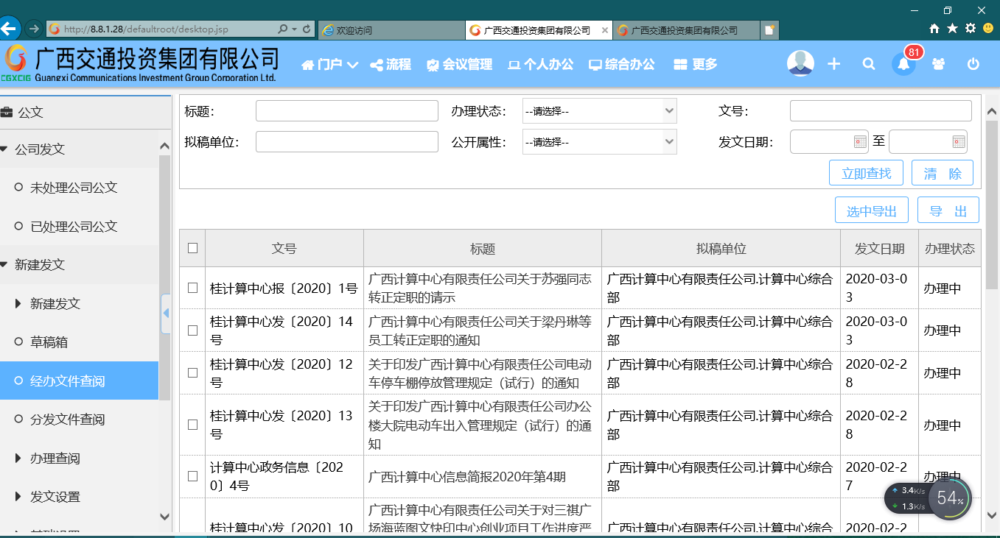 http://8.8.1.28/defaultroot/desktop.jsp
欢迎访问
广西交通投资集团有限公司
广西交通投资集团有限公司
CGXCIG
广西交通投资集团有限公司
Guangxi Communications Investment Group Corporation Ltd.
门户 流程 会议管理 个人办公 综合办公 更多
81
公文
公司发文
未处理公司公文
已处理公司公文
新建发文
新建发文
草稿箱
经办文件查阅
分发文件查阅
办理查阅
发文设置
标题： 办理状态： --请选择-- 文号：
拟稿单位： 公开属性： --请选择-- 发文日期： 至
立即查找 清 除
选中导出 导 出
文号 标题 拟稿单位 发文日期 办理状态
桂计算中心报〔2020〕1号
广西计算中心有限责任公司关于苏强同志
转正定职的请示
广西计算中心有限责任公司.计算中心综合
部
2020-03-0
3
办理中
桂计算中心发〔2020〕14
号
广西计算中心有限责任公司关于梁丹琳等
员工转正定职的通知
广西计算中心有限责任公司.计算中心综合
部
2020-03-0
3
办理中
桂计算中心发〔2020〕12
号
关于印发广西计算中心有限责任公司电动
车停车棚停放管理规定（试行）的通知
广西计算中心有限责任公司.计算中心综合
部
2020-02-2
8
办理中
桂计算中心发〔2020〕13
号
关于印发广西计算中心有限责任公司办公
楼大院电动车出入管理规定（试行）的通
知
广西计算中心有限责任公司.计算中心综合
部
2020-02-2
8
办理中
计算中心政务信息〔202
0〕4号
广西计算中心信息简报2020年第4期
广西计算中心有限责任公司.计算中心综合
部
2020-02-2
7
办理中
桂计算中心发〔2020〕10
广西计算中心有限责任公司关于对三祺广
场海蓝图文快印中心创业项目工作进度严
广西计算中心有限责任公司.计算中心综合
2020-02-2
3.4K/s
1.3K/s
54%